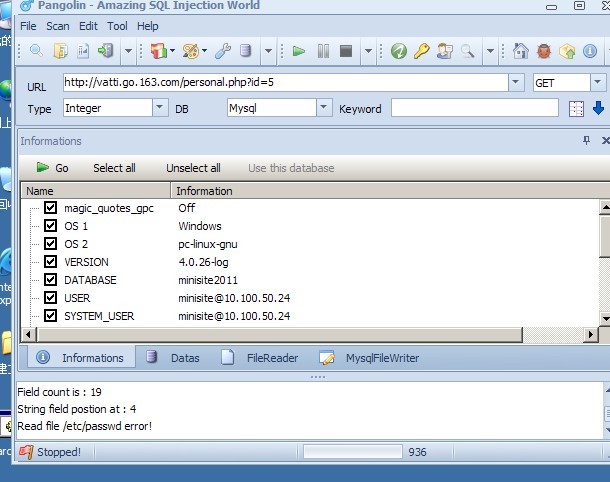 Pangolin - Amazing SQL Injection World
File Edit Scan Tool Help
URL http://vatti.go.163.com/personal.php?id=5 GET
Type Integer DB Mysql Keyword
Informations
Go Select all Unselect all Use this database
Name Information
magic_quotes_gpc Off
OS 1 Windows
OS 2 pc-linux-gnu
VERSION 4.0.26-log
DATABASE minisite2011
USER minisite@10.100.50.24
SYSTEM_USER minisite@10.100.50.24
Informations Datas FileReader MysqlFileWriter
Field count is : 19
String field postion at : 4
Read file /etc/passwd error!
Stopped! 936